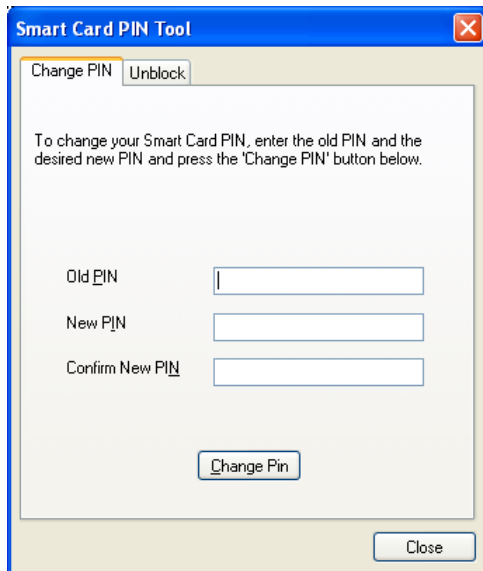 Smart Card PIN Tool
Change PIN Unblock
To change your Smart Card PIN, enter the old PIN and the
desired new PIN and press the 'Change PIN' button below.
Old PIN
New PIN
Confirm New PIN
Change Pin
Close